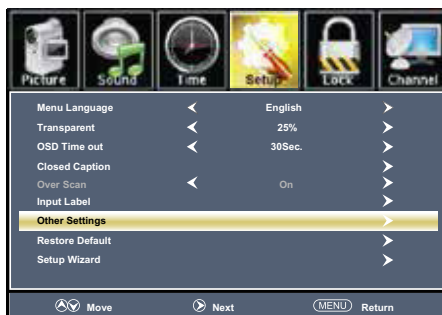 Picture Sound Time Setup Lock Channel
Menu Language English
Transparent 25%
OSD Time out 30Sec.
Closed Caption
Over Scan On
Input Label
Other Settings
Restore Default
Setup Wizard
Move Next MENU Return